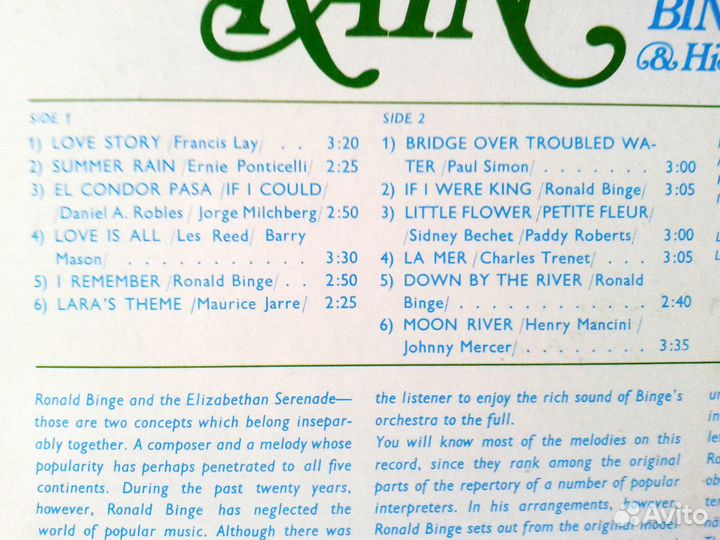 RAIN
BIN
& His
SIDE 1
1) LOVE STORY /Francis Lay/ . . 3:20
2) SUMMER RAIN /Ernie Ponticelli/ 2:25
3) EL CONDOR PASA /IF I COULD/
/Daniel A. Robles / Jorge Milchberg/ 2:50
4) LOVE IS ALL /Les Reed/ Barry
Mason/ . . . . . . . . . . . 3:30
5) I REMEMBER /Ronald Binge/ . . 2:50
6) LARA'S THEME /Maurice Jarre/ 2:25
SIDE 2
1) BRIDGE OVER TROUBLED WA-
TER /Paul Simon/ . . . . . . . 3:00
2) IF I WERE KING /Ronald Binge/ 3:05
3) LITTLE FLOWER /PETITE FLEUR/
/Sidney Bechet /Paddy Roberts/ 3:00
4) LA MER /Charles Trenet/ . . . 3:05
5) DOWN BY THE RIVER /Ronald
Binge/ . . . . . . . . . . . . 2:40
6) MOON RIVER /Henry Mancini/
Johnny Mercer/ . . . . . . . . 3:35
Ronald Binge and the Elizabethan Serenade—
those are two concepts which belong insepar-
ably together. A composer and a melody whose
popularity has perhaps penetrated to all five
continents. During the past twenty years,
however, Ronald Binge has neglected the
world of popular music. Although there was
the listener to enjoy the rich sound of Binge's
orchestra to the full.
You will know most of the melodies on this
record, since they rank among the original
parts of the repertory of a number of popular
interpreters. In his arrangements, however,
Ronald Binge sets out from the original model
Avito